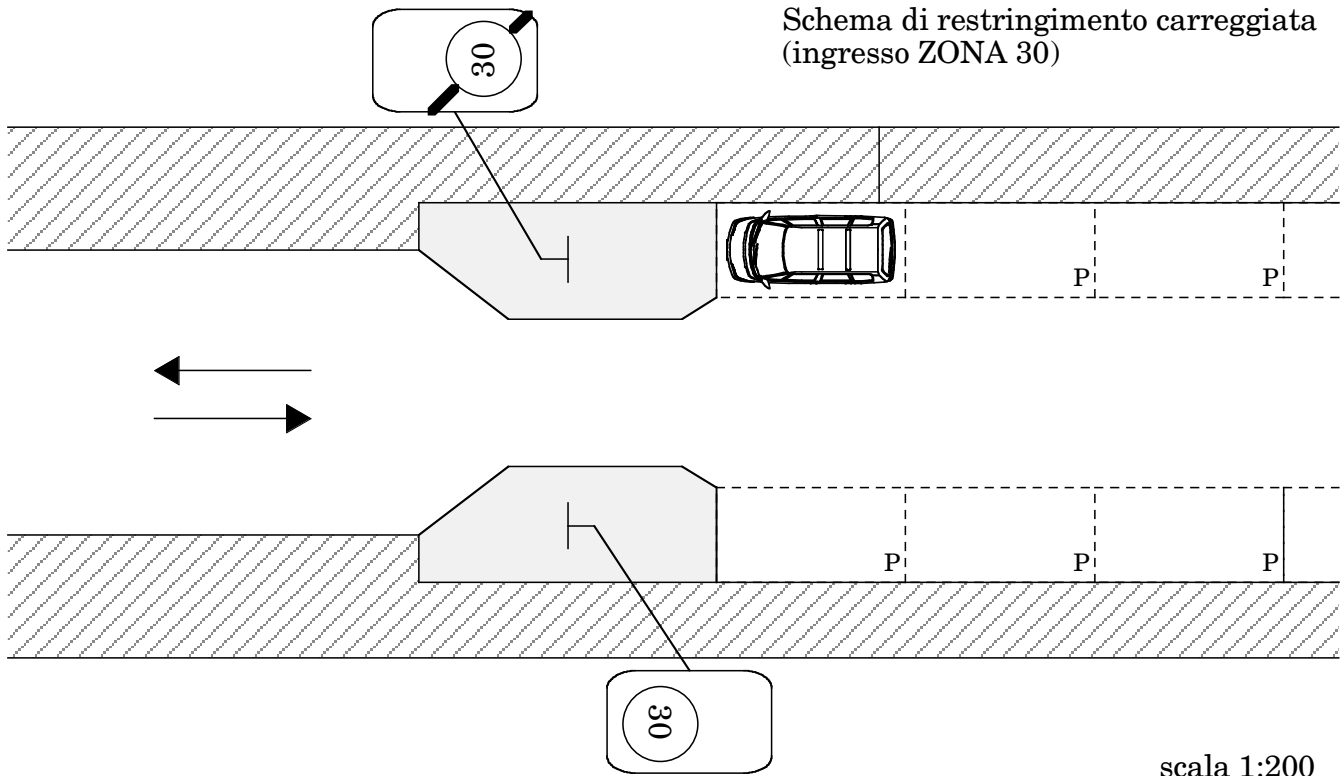 Schema di restringimento carreggiata
(ingresso ZONA 30)
30
P P
P P P
30
scala 1:200